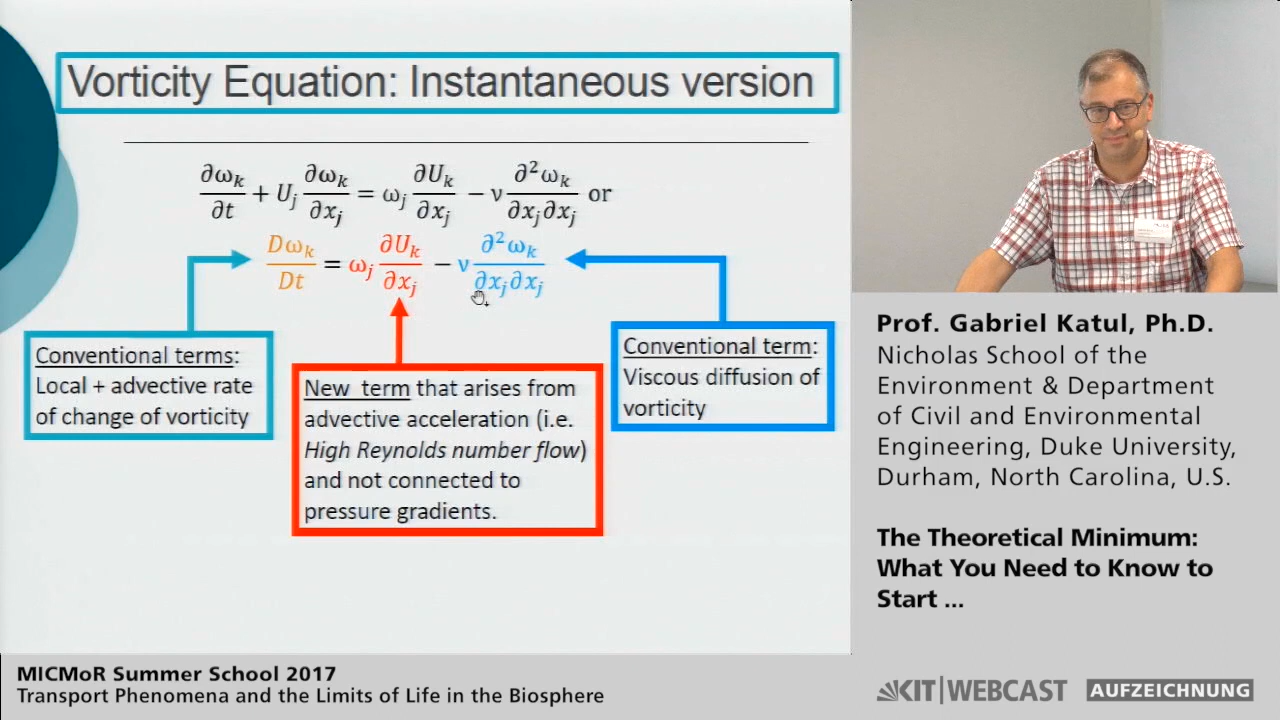 Vorticity Equation: Instantaneous version
∂ω_k/∂t + U_j ∂ω_k/∂x_j = ω_j ∂U_k/∂x_j − ν ∂²ω_k/∂x_j∂x_j or
Dω_k/Dt = ω_j ∂U_k/∂x_j − ν ∂²ω_k/∂x_j∂x_j
Conventional terms:
Local + advective rate
of change of vorticity
New term that arises from
advective acceleration (i.e.
High Reynolds number flow)
and not connected to
pressure gradients.
Conventional term:
Viscous diffusion of
vorticity
Prof. Gabriel Katul, Ph.D.
Nicholas School of the
Environment & Department
of Civil and Environmental
Engineering, Duke University,
Durham, North Carolina, U.S.
The Theoretical Minimum:
What You Need to Know to
Start ...
MICMoR Summer School 2017
Transport Phenomena and the Limits of Life in the Biosphere
KIT|WEBCAST
AUFZEICHNUNG